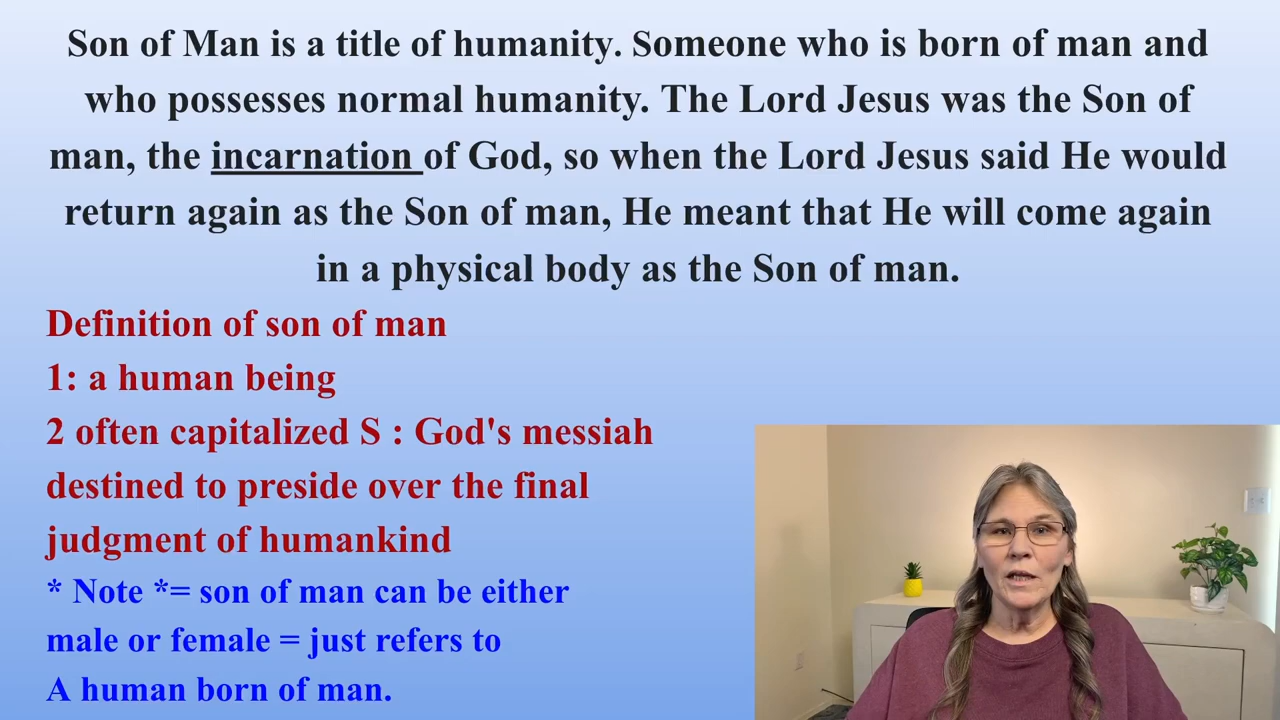 Son of Man is a title of humanity. Someone who is born of man and
who possesses normal humanity. The Lord Jesus was the Son of
man, the incarnation of God, so when the Lord Jesus said He would
return again as the Son of man, He meant that He will come again
in a physical body as the Son of man.
Definition of son of man
1: a human being
2 often capitalized S : God's messiah
destined to preside over the final
judgment of humankind
* Note *= son of man can be either
male or female = just refers to
A human born of man.